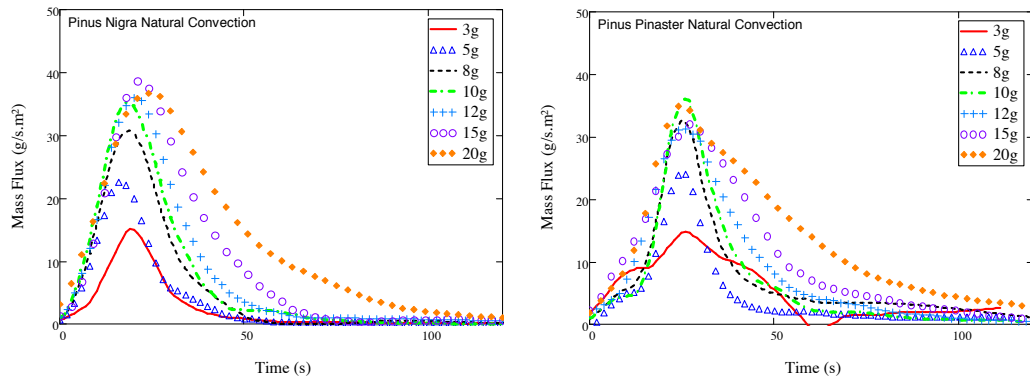 Pinus Nigra Natural Convection
50
40
30
20
10
0
0
50
100
Mass Flux (g/s.m²)
Time (s)
3g
5g
8g
10g
12g
15g
20g
Pinus Pinaster Natural Convection
50
40
30
20
10
0
0
50
100
Mass Flux (g/s.m²)
Time (s)
3g
5g
8g
10g
12g
15g
20g